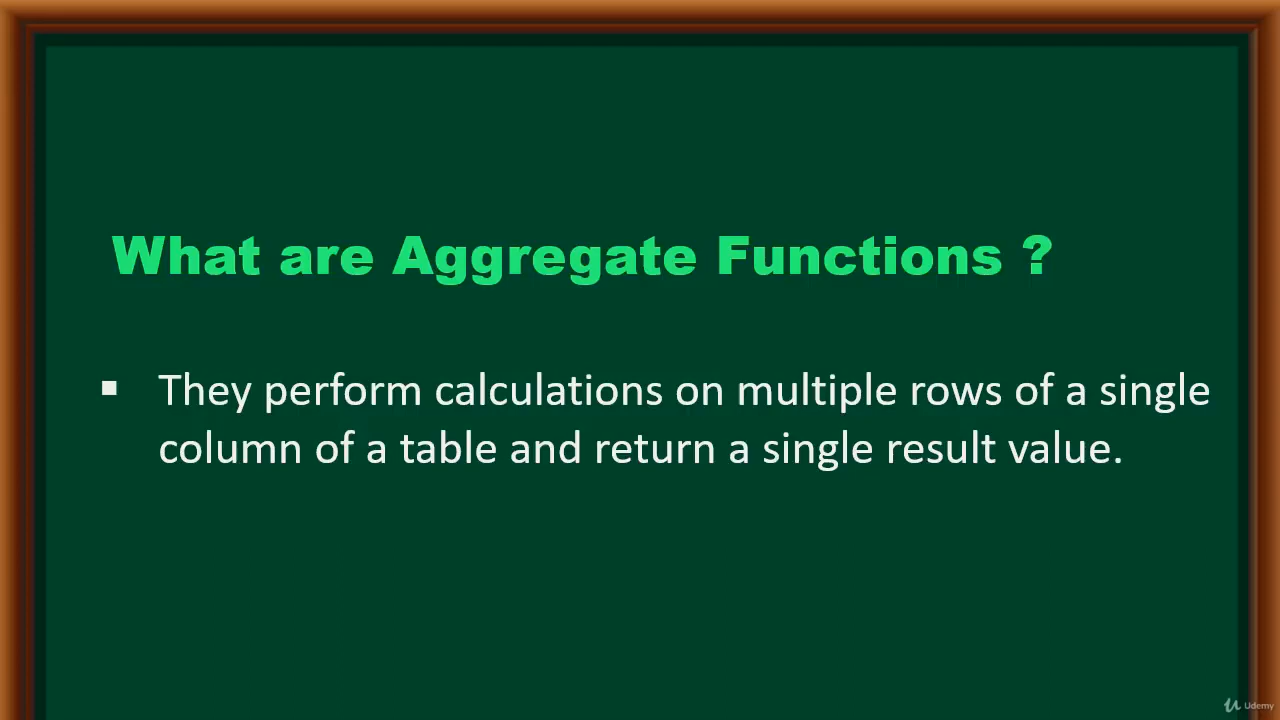 What are Aggregate Functions ?
▪ They perform calculations on multiple rows of a single
column of a table and return a single result value.
Udemy